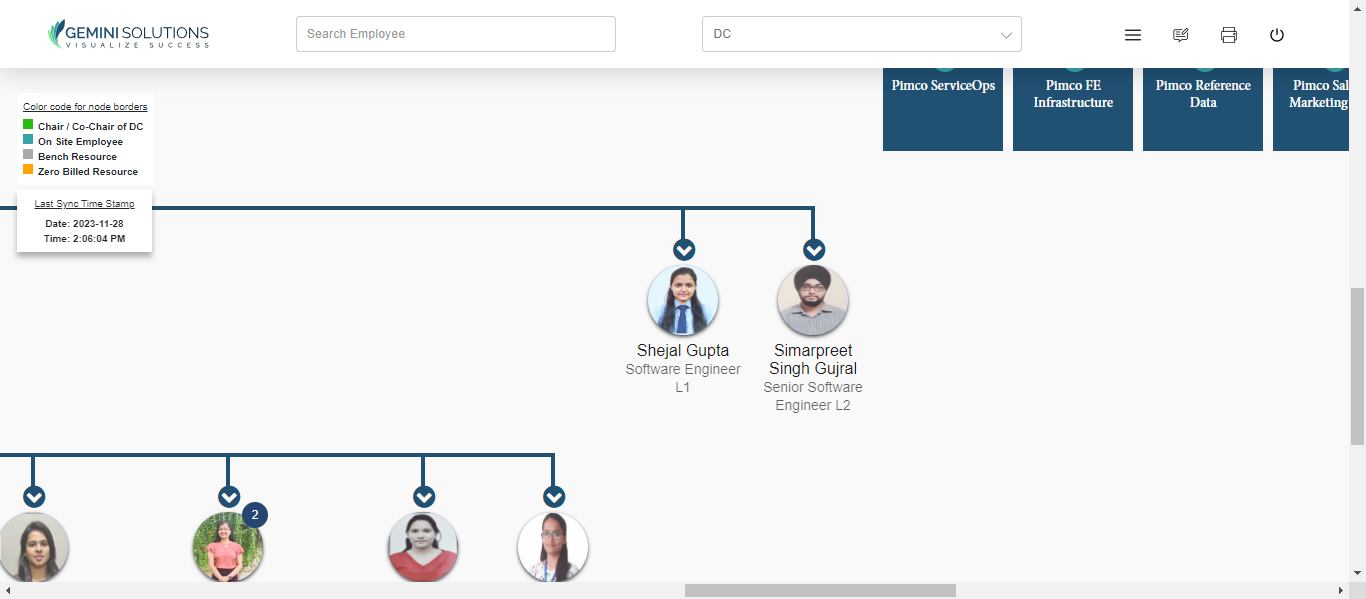 GEMINI SOLUTIONS
VISUALIZE SUCCESS
Search Employee
DC
Pimco ServiceOps
Pimco FE
Infrastructure
Pimco Reference
Data
Pimco Sal
Marketing
Color code for node borders
Chair / Co-Chair of DC
On Site Employee
Bench Resource
Zero Billed Resource
Last Sync Time Stamp
Date: 2023-11-28
Time: 2:06:04 PM
Shejal Gupta
Software Engineer
L1
Simarpreet
Singh Gujral
Senior Software
Engineer L2
2